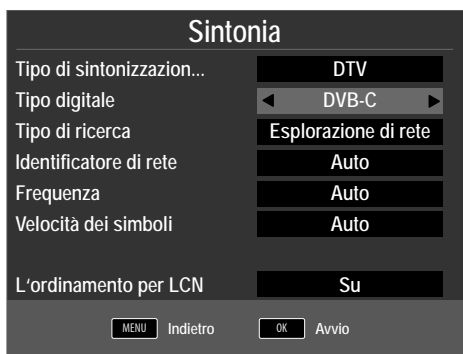 Sintonia
Tipo di sintonizzazion... DTV
Tipo digitale DVB-C
Tipo di ricerca Esplorazione di rete
Identificatore di rete Auto
Frequenza Auto
Velocità dei simboli Auto
L'ordinamento per LCN Su
MENU Indietro OK Avvio